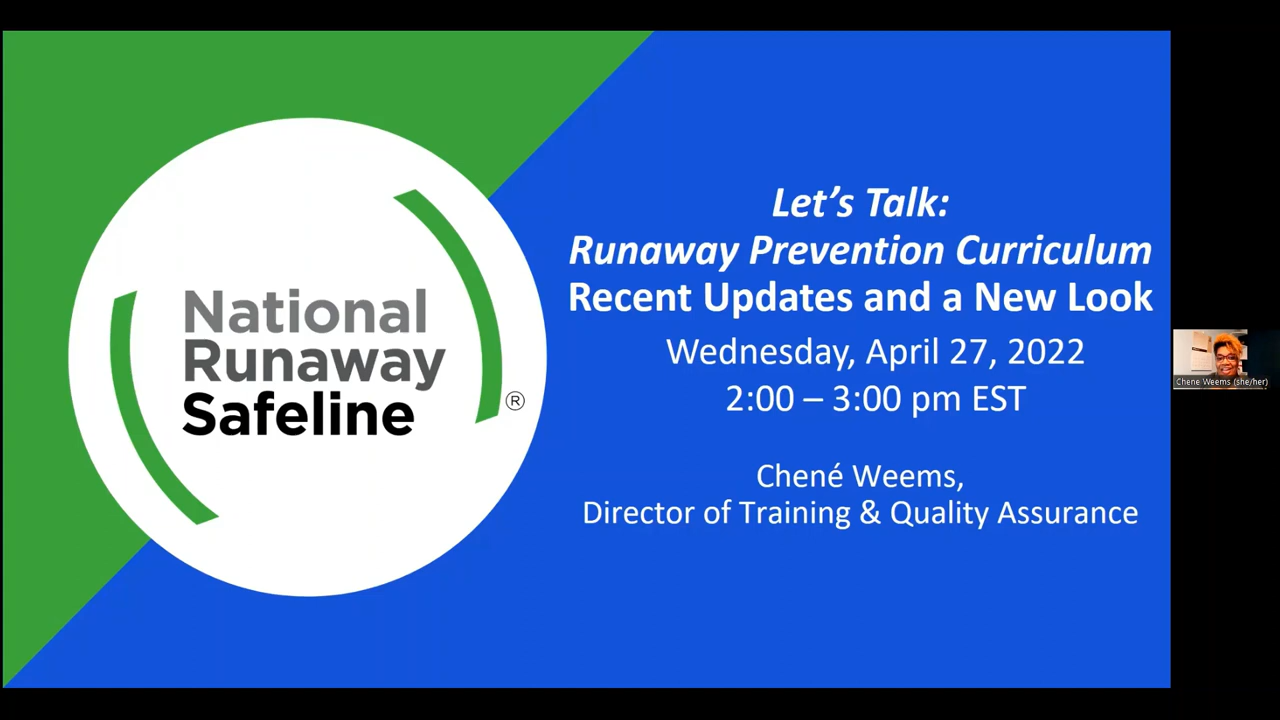 National
Runaway
Safeline
®
Let's Talk:
Runaway Prevention Curriculum
Recent Updates and a New Look
Wednesday, April 27, 2022
2:00 – 3:00 pm EST
Chené Weems,
Director of Training & Quality Assurance
Chene Weems (she/her)